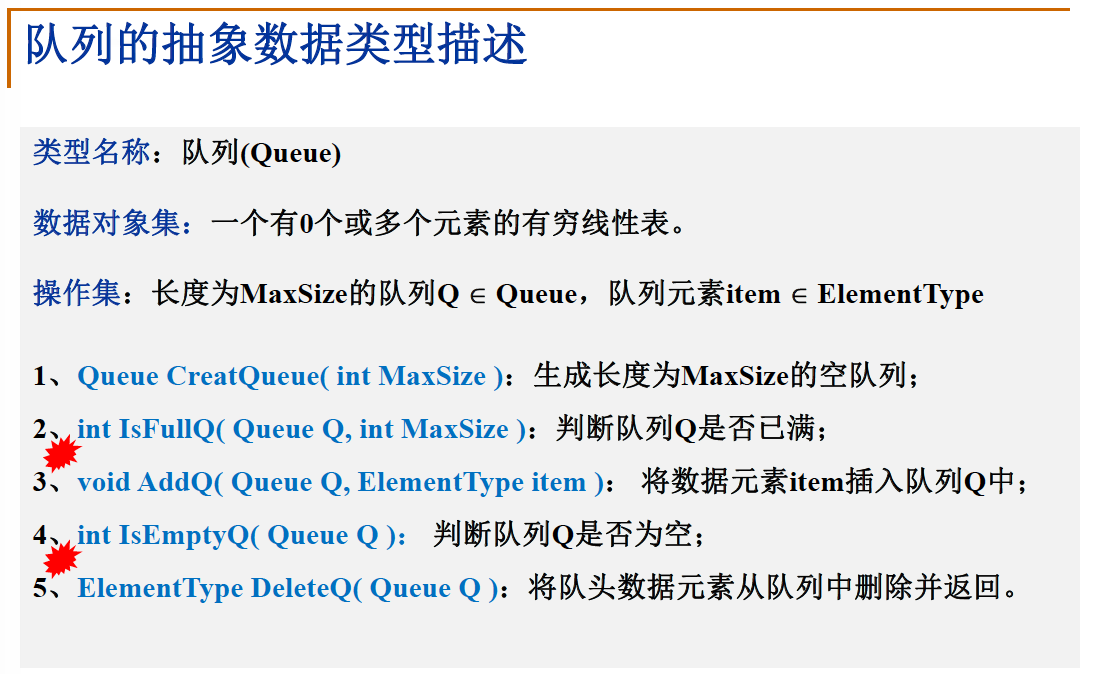 队列的抽象数据类型描述
类型名称：队列(Queue)
数据对象集：一个有0个或多个元素的有穷线性表。
操作集：长度为MaxSize的队列Q ∈ Queue，队列元素item ∈ ElementType
1、Queue CreatQueue( int MaxSize )：生成长度为MaxSize的空队列；
2、int IsFullQ( Queue Q, int MaxSize )：判断队列Q是否已满；
3、void AddQ( Queue Q, ElementType item )： 将数据元素item插入队列Q中；
4、int IsEmptyQ( Queue Q )： 判断队列Q是否为空；
5、ElementType DeleteQ( Queue Q )：将队头数据元素从队列中删除并返回。